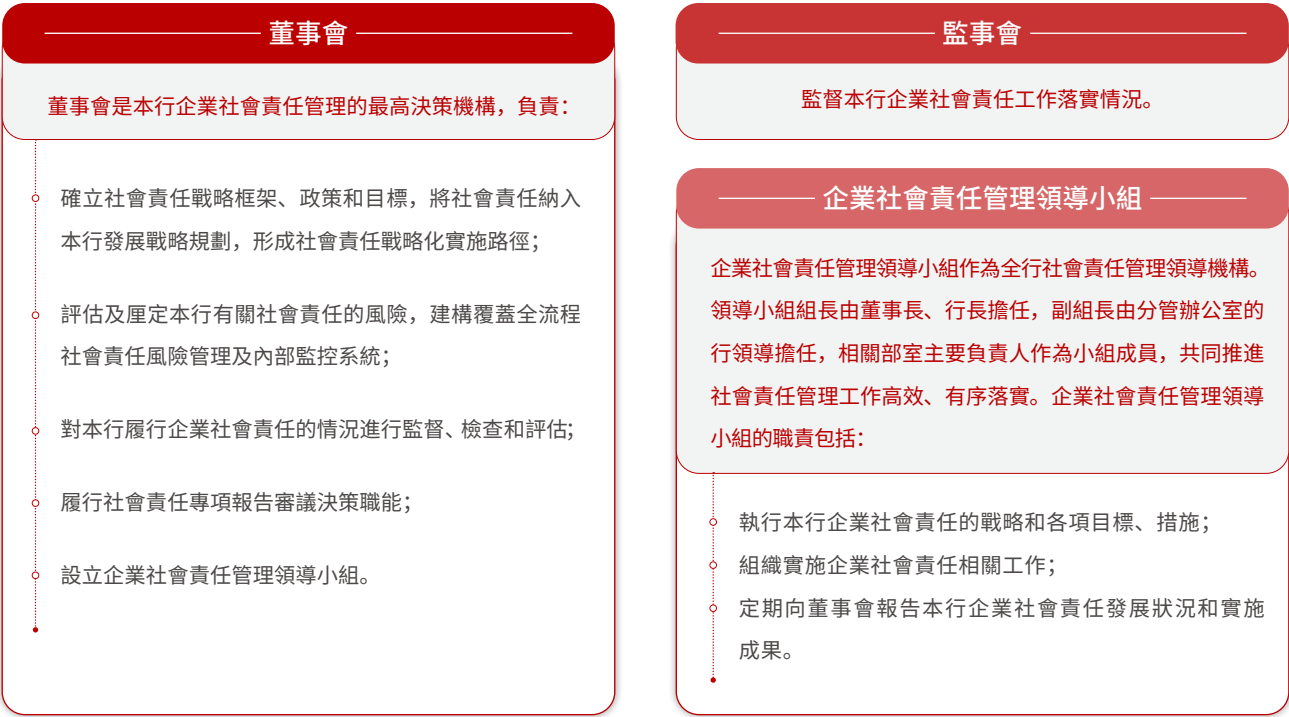 董事會
董事會是本行企業社會責任管理的最高決策機構，負責：
確立社會責任戰略框架、政策和目標，將社會責任納入
本行發展戰略規劃，形成社會責任戰略化實施路徑；
評估及厘定本行有關社會責任的風險，建構覆蓋全流程
社會責任風險管理及內部監控系統；
對本行履行企業社會責任的情況進行監督、檢查和評估；
履行社會責任專項報告審議決策職能；
設立企業社會責任管理領導小組。
監事會
監督本行企業社會責任工作落實情況。
企業社會責任管理領導小組
企業社會責任管理領導小組作為全行社會責任管理領導機構。
領導小組組長由董事長、行長擔任，副組長由分管辦公室的
行領導擔任，相關部室主要負責人作為小組成員，共同推進
社會責任管理工作高效、有序落實。企業社會責任管理領導
小組的職責包括：
執行本行企業社會責任的戰略和各項目標、措施；
組織實施企業社會責任相關工作；
定期向董事會報告本行企業社會責任發展狀況和實施
成果。